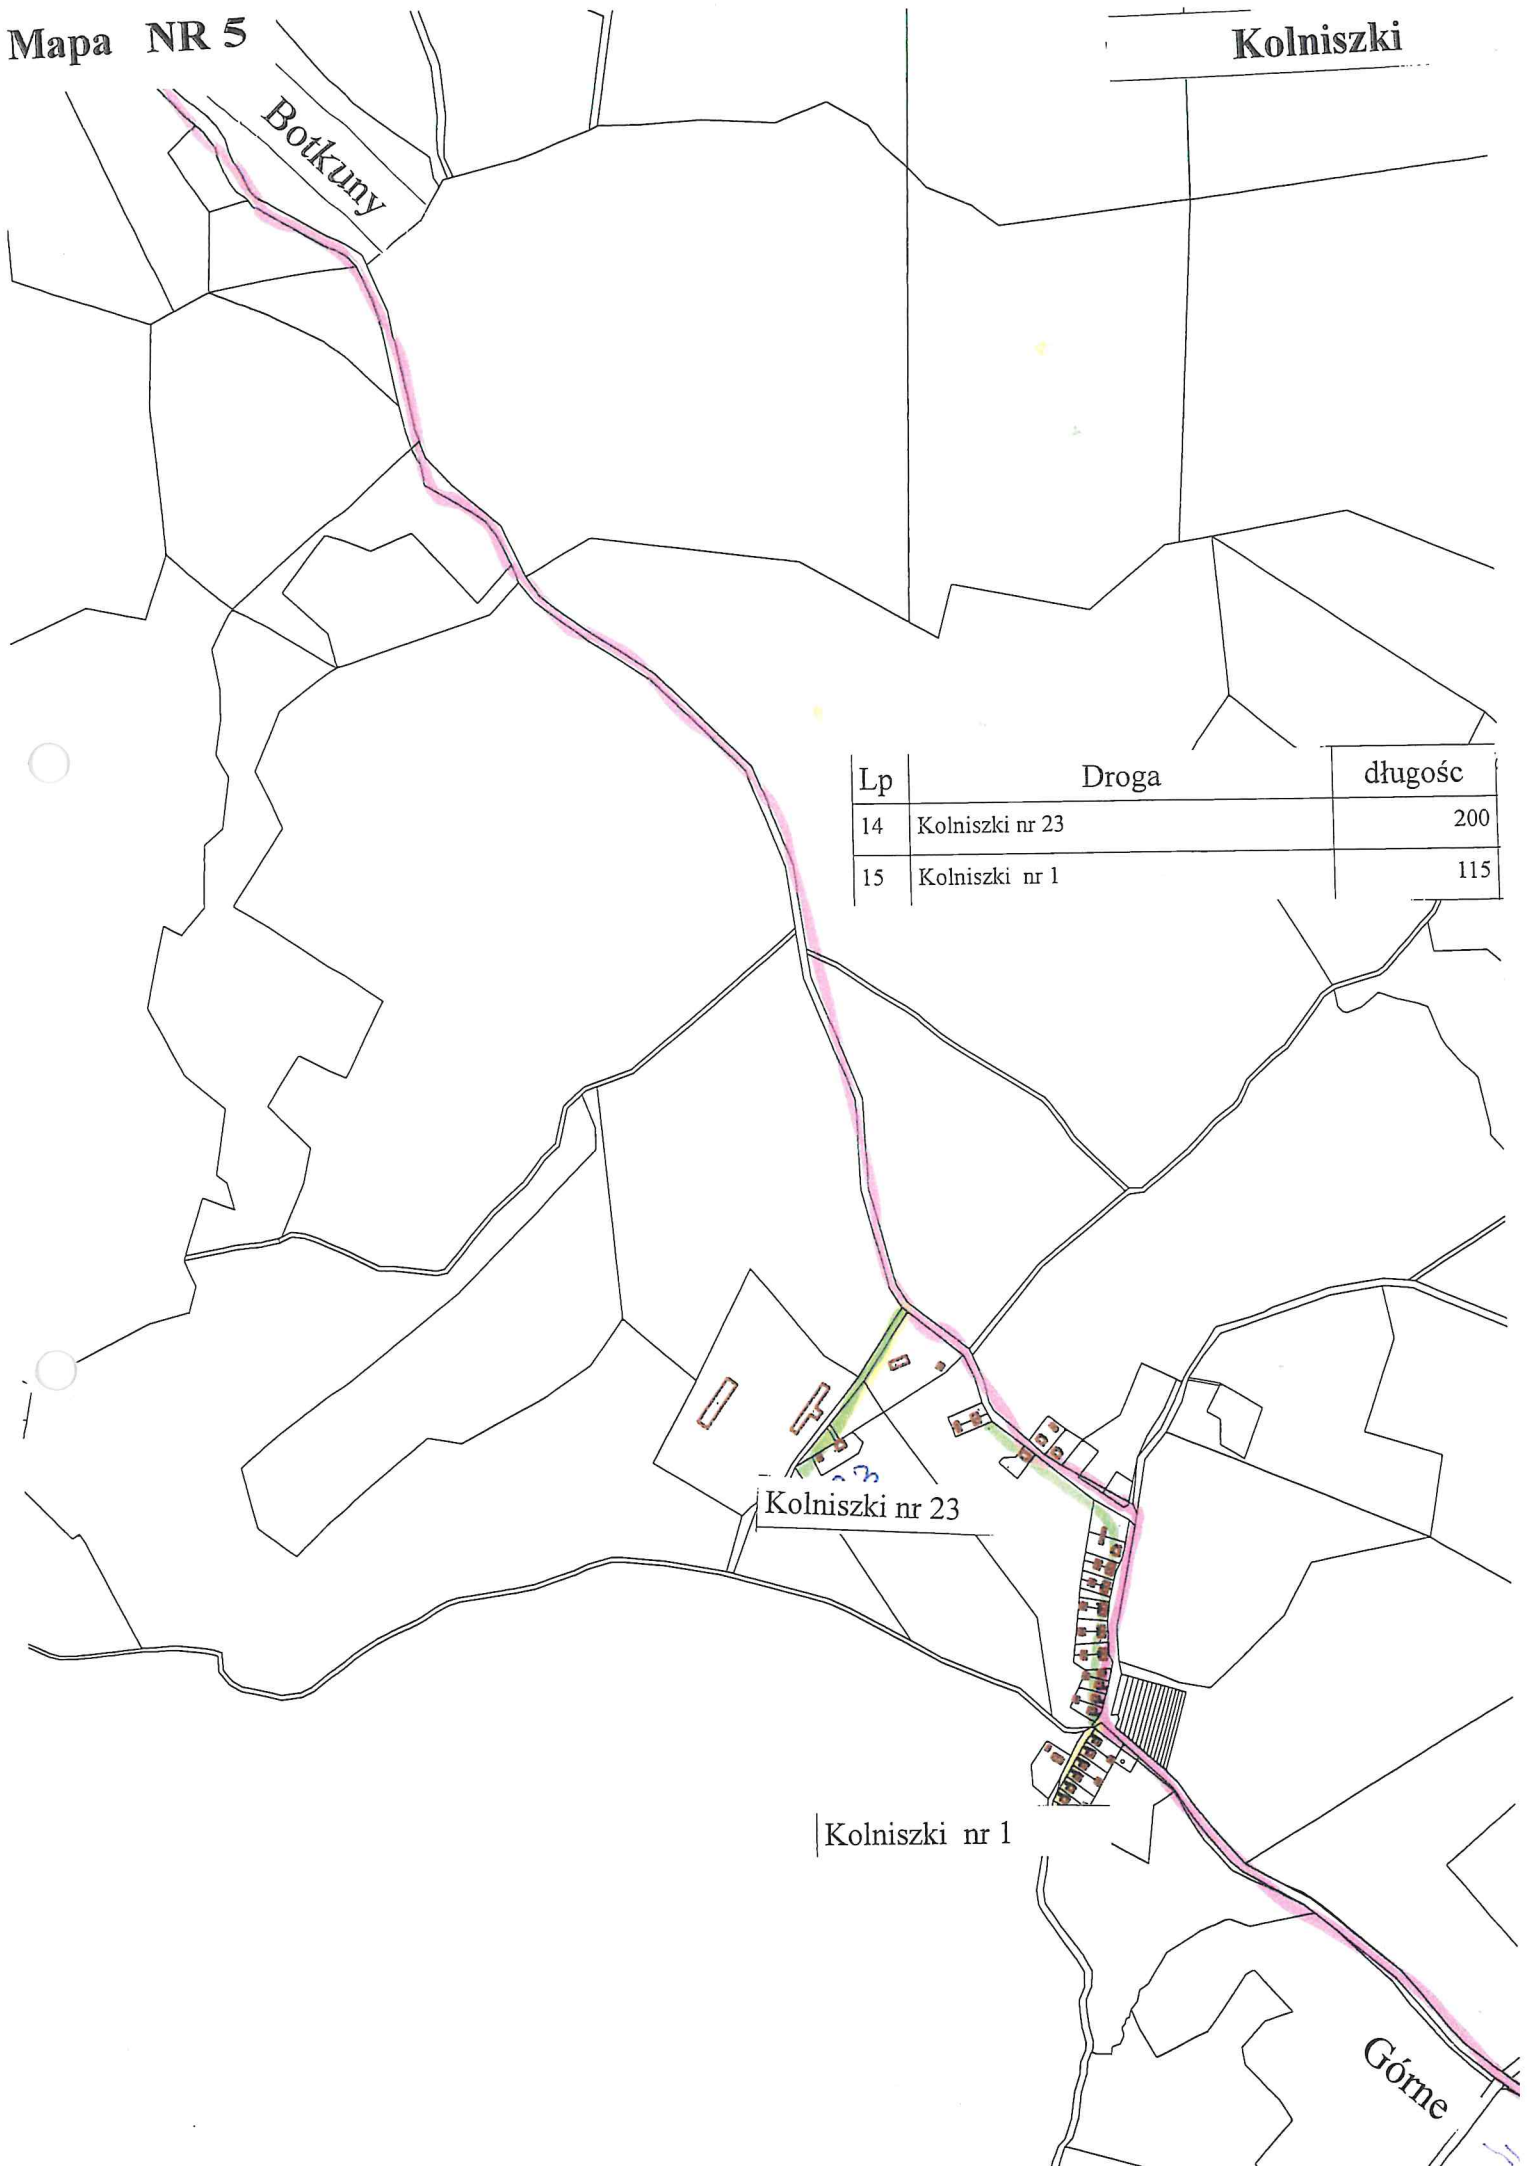 Mapa NR 5
Kolniszki
Botkuny
Lp Droga długośc
14 Kolniszki nr 23 200
15 Kolniszki nr 1 115
Kolniszki nr 23
Kolniszki nr 1
Górne